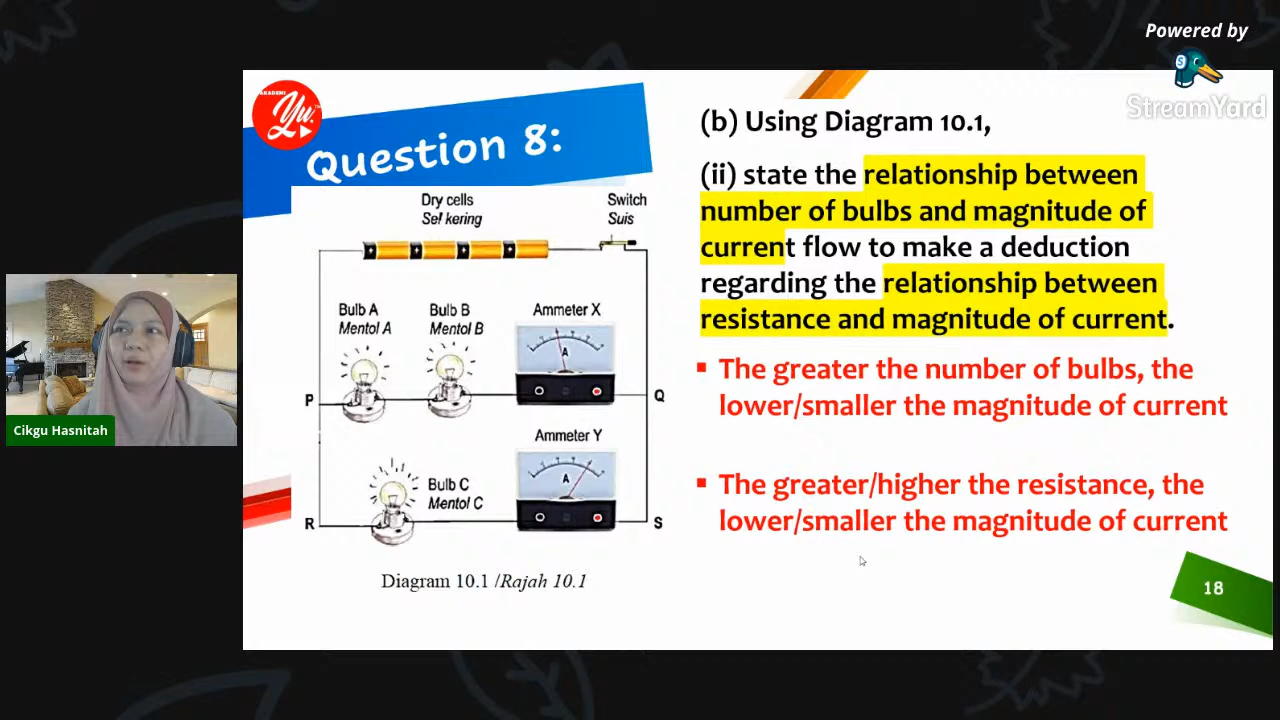 Powered by
StreamYard
AKADEMI
Yu
Question 8:
Dry cells
Sel kering
Switch
Suis
Bulb A
Mentol A
Bulb B
Mentol B
Ammeter X
A
P
Q
Ammeter Y
A
Bulb C
Mentol C
R
S
Diagram 10.1 /Rajah 10.1
(b) Using Diagram 10.1,
(ii) state the relationship between
number of bulbs and magnitude of
current flow to make a deduction
regarding the relationship between
resistance and magnitude of current.
▪ The greater the number of bulbs, the
lower/smaller the magnitude of current
▪ The greater/higher the resistance, the
lower/smaller the magnitude of current
18
Cikgu Hasnitah